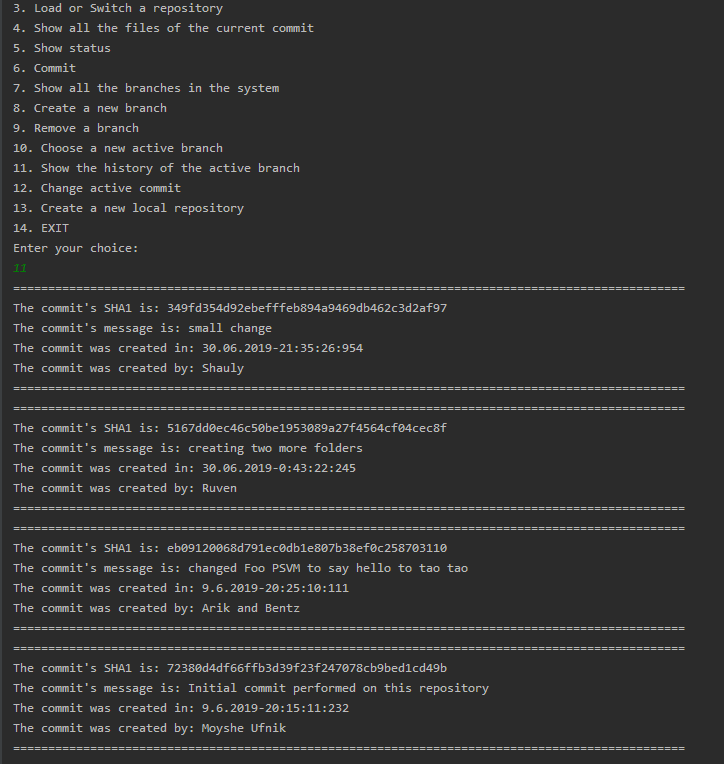 3. Load or Switch a repository
4. Show all the files of the current commit
5. Show status
6. Commit
7. Show all the branches in the system
8. Create a new branch
9. Remove a branch
10. Choose a new active branch
11. Show the history of the active branch
12. Change active commit
13. Create a new local repository
14. EXIT
Enter your choice:
11
================================================================================================
The commit's SHA1 is: 349fd354d92ebefffeb894a9469db462c3d2af97
The commit's message is: small change
The commit was created in: 30.06.2019-21:35:26:954
The commit was created by: Shauly
================================================================================================
================================================================================================
The commit's SHA1 is: 5167dd0ec46c50be1953089a27f4564cf04cec8f
The commit's message is: creating two more folders
The commit was created in: 30.06.2019-0:43:22:245
The commit was created by: Ruven
================================================================================================
================================================================================================
The commit's SHA1 is: eb09120068d791ec0db1e807b38ef0c258703110
The commit's message is: changed Foo PSVM to say hello to tao tao
The commit was created in: 9.6.2019-20:25:10:111
The commit was created by: Arik and Bentz
================================================================================================
================================================================================================
The commit's SHA1 is: 72380d4df66ffb3d39f23f247078cb9bed1cd49b
The commit's message is: Initial commit performed on this repository
The commit was created in: 9.6.2019-20:15:11:232
The commit was created by: Moyshe Ufnik
================================================================================================